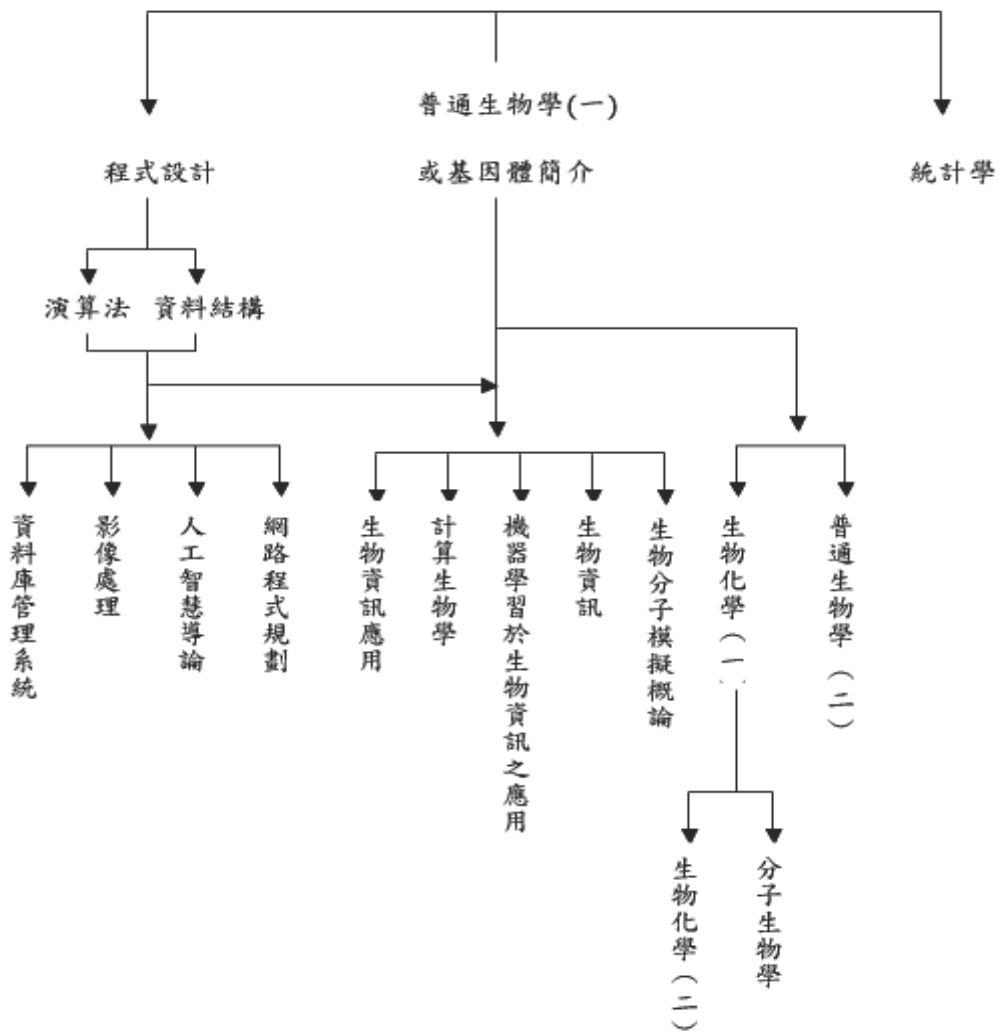 普通生物學(一)
程式設計
或基因體簡介
統計學
演算法
資料結構
資料庫管理系統
影像處理
人工智慧導論
網路程式規劃
生物資訊應用
計算生物學
機器學習於生物資訊之應用
生物資訊
生物分子模擬概論
生物化學(一)
普通生物學(二)
生物化學(二)
分子生物學